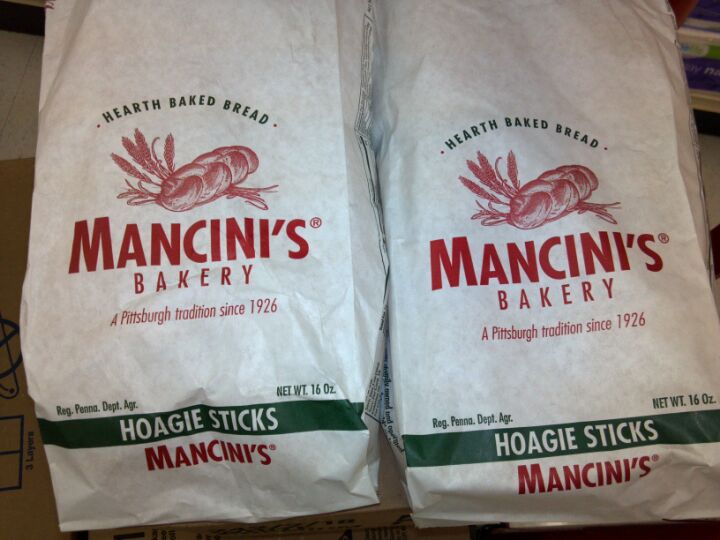 · HEARTH BAKED BREAD ·
MANCINI'S®
BAKERY
A Pittsburgh tradition since 1926
NET WT. 16 Oz.
Reg. Penna. Dept. Agr.
HOAGIE STICKS
MANCINI'S®
· HEARTH BAKED BREAD ·
MANCINI'S®
BAKERY
A Pittsburgh tradition since 1926
NET WT. 16 Oz.
Reg. Penna. Dept. Agr.
HOAGIE STICKS
MANCINI'S®
3 Layers